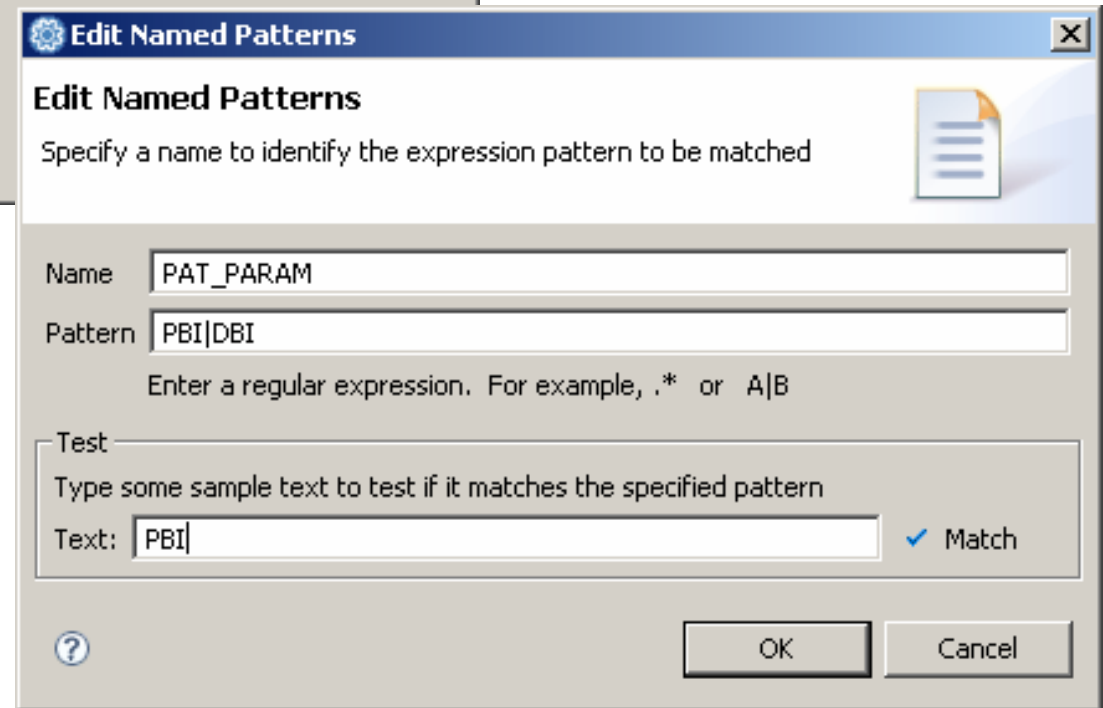 Edit Named Patterns
Edit Named Patterns
Specify a name to identify the expression pattern to be matched
Name PAT_PARAM
Pattern PBI|DBI
Enter a regular expression.  For example, .*  or  A|B
Test
Type some sample text to test if it matches the specified pattern
Text: PBI Match
OK Cancel